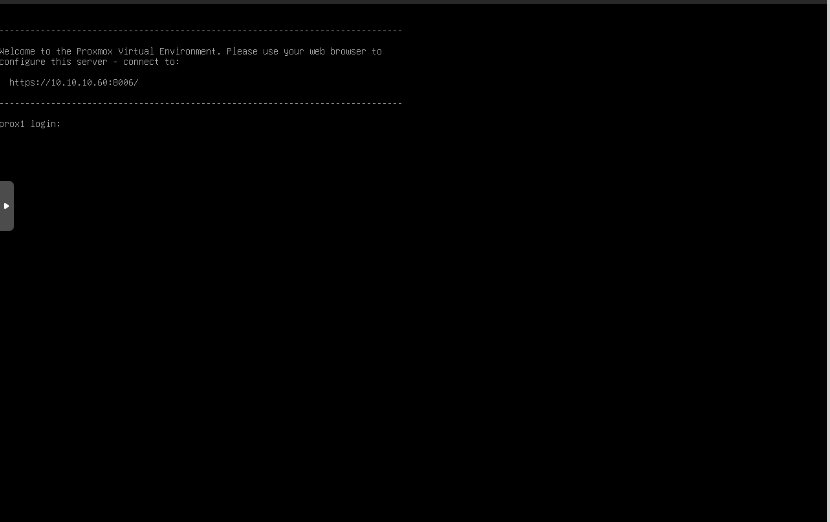 ------------------------------------------------------------------------------
Welcome to the Proxmox Virtual Environment. Please use your web browser to
configure this server - connect to:
https://10.10.10.60:8006/
------------------------------------------------------------------------------
prox1 login: